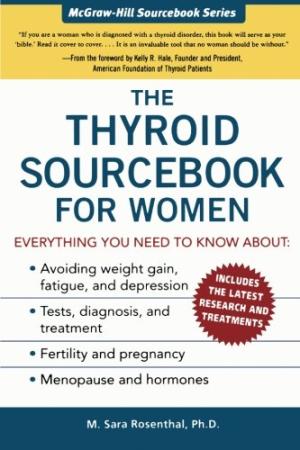 McGraw-Hill Sourcebook Series
"If you are a woman who is diagnosed with a thyroid disorder, this book will serve as your
'bible.' Read it cover to cover. . . . It is an invaluable tool that no woman should be without."
—From the foreword by Kelly R. Hale, Founder and President,
American Foundation of Thyroid Patients
THE
THYROID
SOURCEBOOK
FOR WOMEN
EVERYTHING YOU NEED TO KNOW ABOUT:
• Avoiding weight gain,
fatigue, and depression
• Tests, diagnosis, and
treatment
• Fertility and pregnancy
• Menopause and hormones
INCLUDES
THE LATEST
RESEARCH AND
TREATMENTS
M. Sara Rosenthal, Ph.D.